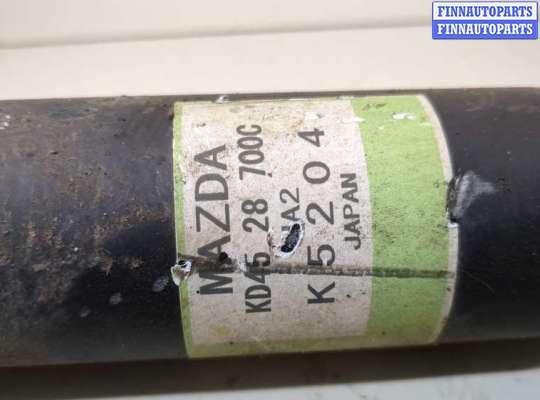 FINNAUTOPARTS
FINNAUTOPARTS
MAZDA
KD45 28 700C
K5204
JAPAN